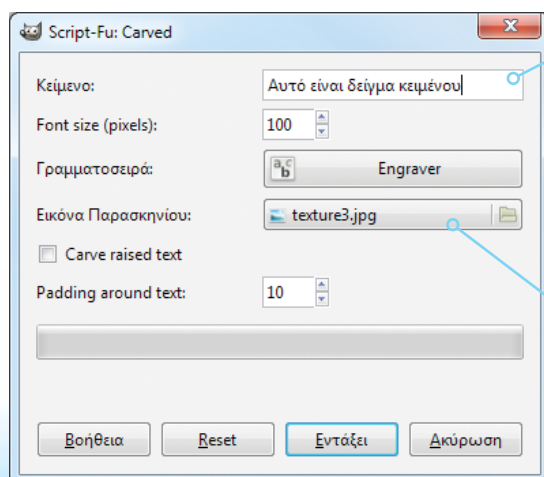 Script-Fu: Carved
Κείμενο: Αυτό είναι δείγμα κειμένου
Font size (pixels): 100
Γραμματοσειρά: Engraver
Εικόνα Παρασκηνίου: texture3.jpg
Carve raised text
Padding around text: 10
Βοήθεια Reset Εντάξει Ακύρωση